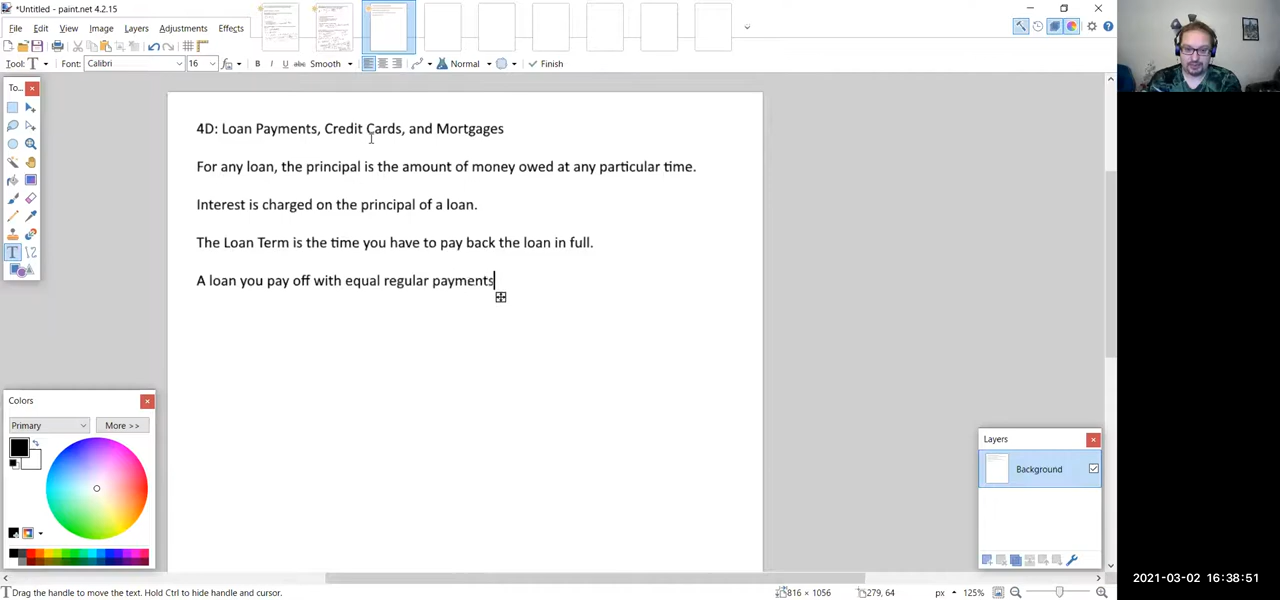 *Untitled - paint.net 4.2.15
File Edit View Image Layers Adjustments Effects
Tool: T Font: Calibri 16 fx B I U abc Smooth Normal Finish
To...
4D: Loan Payments, Credit Cards, and Mortgages
For any loan, the principal is the amount of money owed at any particular time.
Interest is charged on the principal of a loan.
The Loan Term is the time you have to pay back the loan in full.
A loan you pay off with equal regular payments
Colors
Primary More >>
Layers
Background
Drag the handle to move the text. Hold Ctrl to hide handle and cursor.
816 × 1056 279, 64 px 125%
2021-03-02 16:38:51